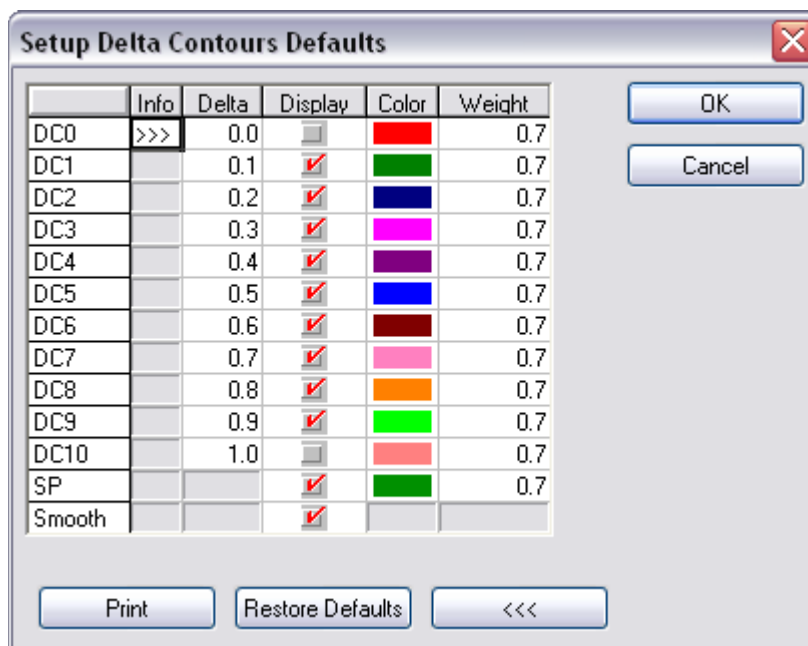 Setup Delta Contours Defaults
Info Delta Display Color Weight
DC0 >>> 0.0 0.7
DC1 0.1 0.7
DC2 0.2 0.7
DC3 0.3 0.7
DC4 0.4 0.7
DC5 0.5 0.7
DC6 0.6 0.7
DC7 0.7 0.7
DC8 0.8 0.7
DC9 0.9 0.7
DC10 1.0 0.7
SP 0.7
Smooth
OK
Cancel
Print Restore Defaults <<<